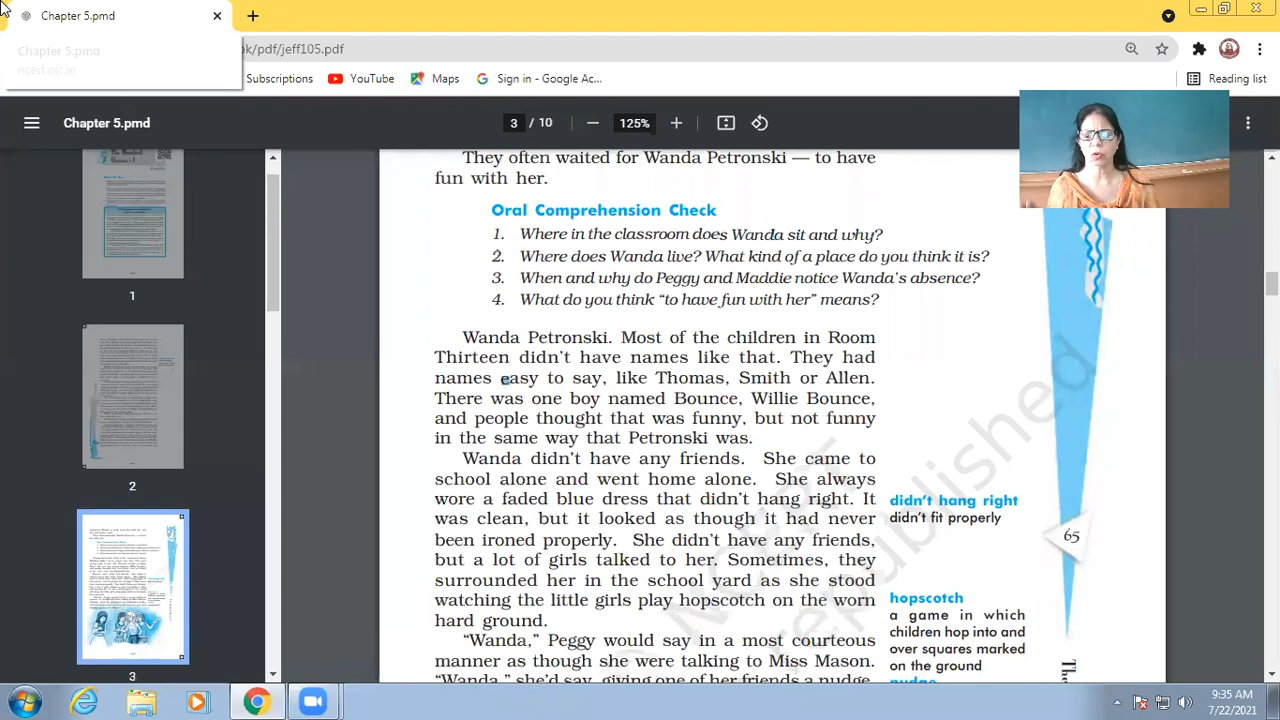 Chapter 5.pmd
Chapter 5.pmd
ncert.nic.in
k/pdf/jeff105.pdf
Subscriptions
YouTube
Maps
Sign in - Google Ac...
Reading list
Chapter 5.pmd
3 / 10
125%
1
2
3
They often waited for Wanda Petronski — to have
fun with her.
Oral Comprehension Check
1. Where in the classroom does Wanda sit and why?
2. Where does Wanda live? What kind of a place do you think it is?
3. When and why do Peggy and Maddie notice Wanda's absence?
4. What do you think “to have fun with her” means?
Wanda Petronski. Most of the children in Room
Thirteen didn't have names like that. They had
names easy to say, like Thomas, Smith or Allen.
There was one boy named Bounce, Willie Bounce,
and people thought that was funny, but not funny
in the same way that Petronski was.
Wanda didn't have any friends. She came to
school alone and went home alone. She always
wore a faded blue dress that didn't hang right. It
was clean, but it looked as though it had never
been ironed properly. She didn't have any friends,
but a lot of girls talked to her. Sometimes, they
surrounded her in the school yard as she stood
watching the little girls play hopscotch on the worn
hard ground.
“Wanda,” Peggy would say in a most courteous
manner as though she were talking to Miss Mason.
“Wanda,” she'd say, giving one of her friends a nudge,
didn't hang right
didn't fit properly
65
hopscotch
a game in which
children hop into and
over squares marked
on the ground
nudge
The
9:35 AM
7/22/2021